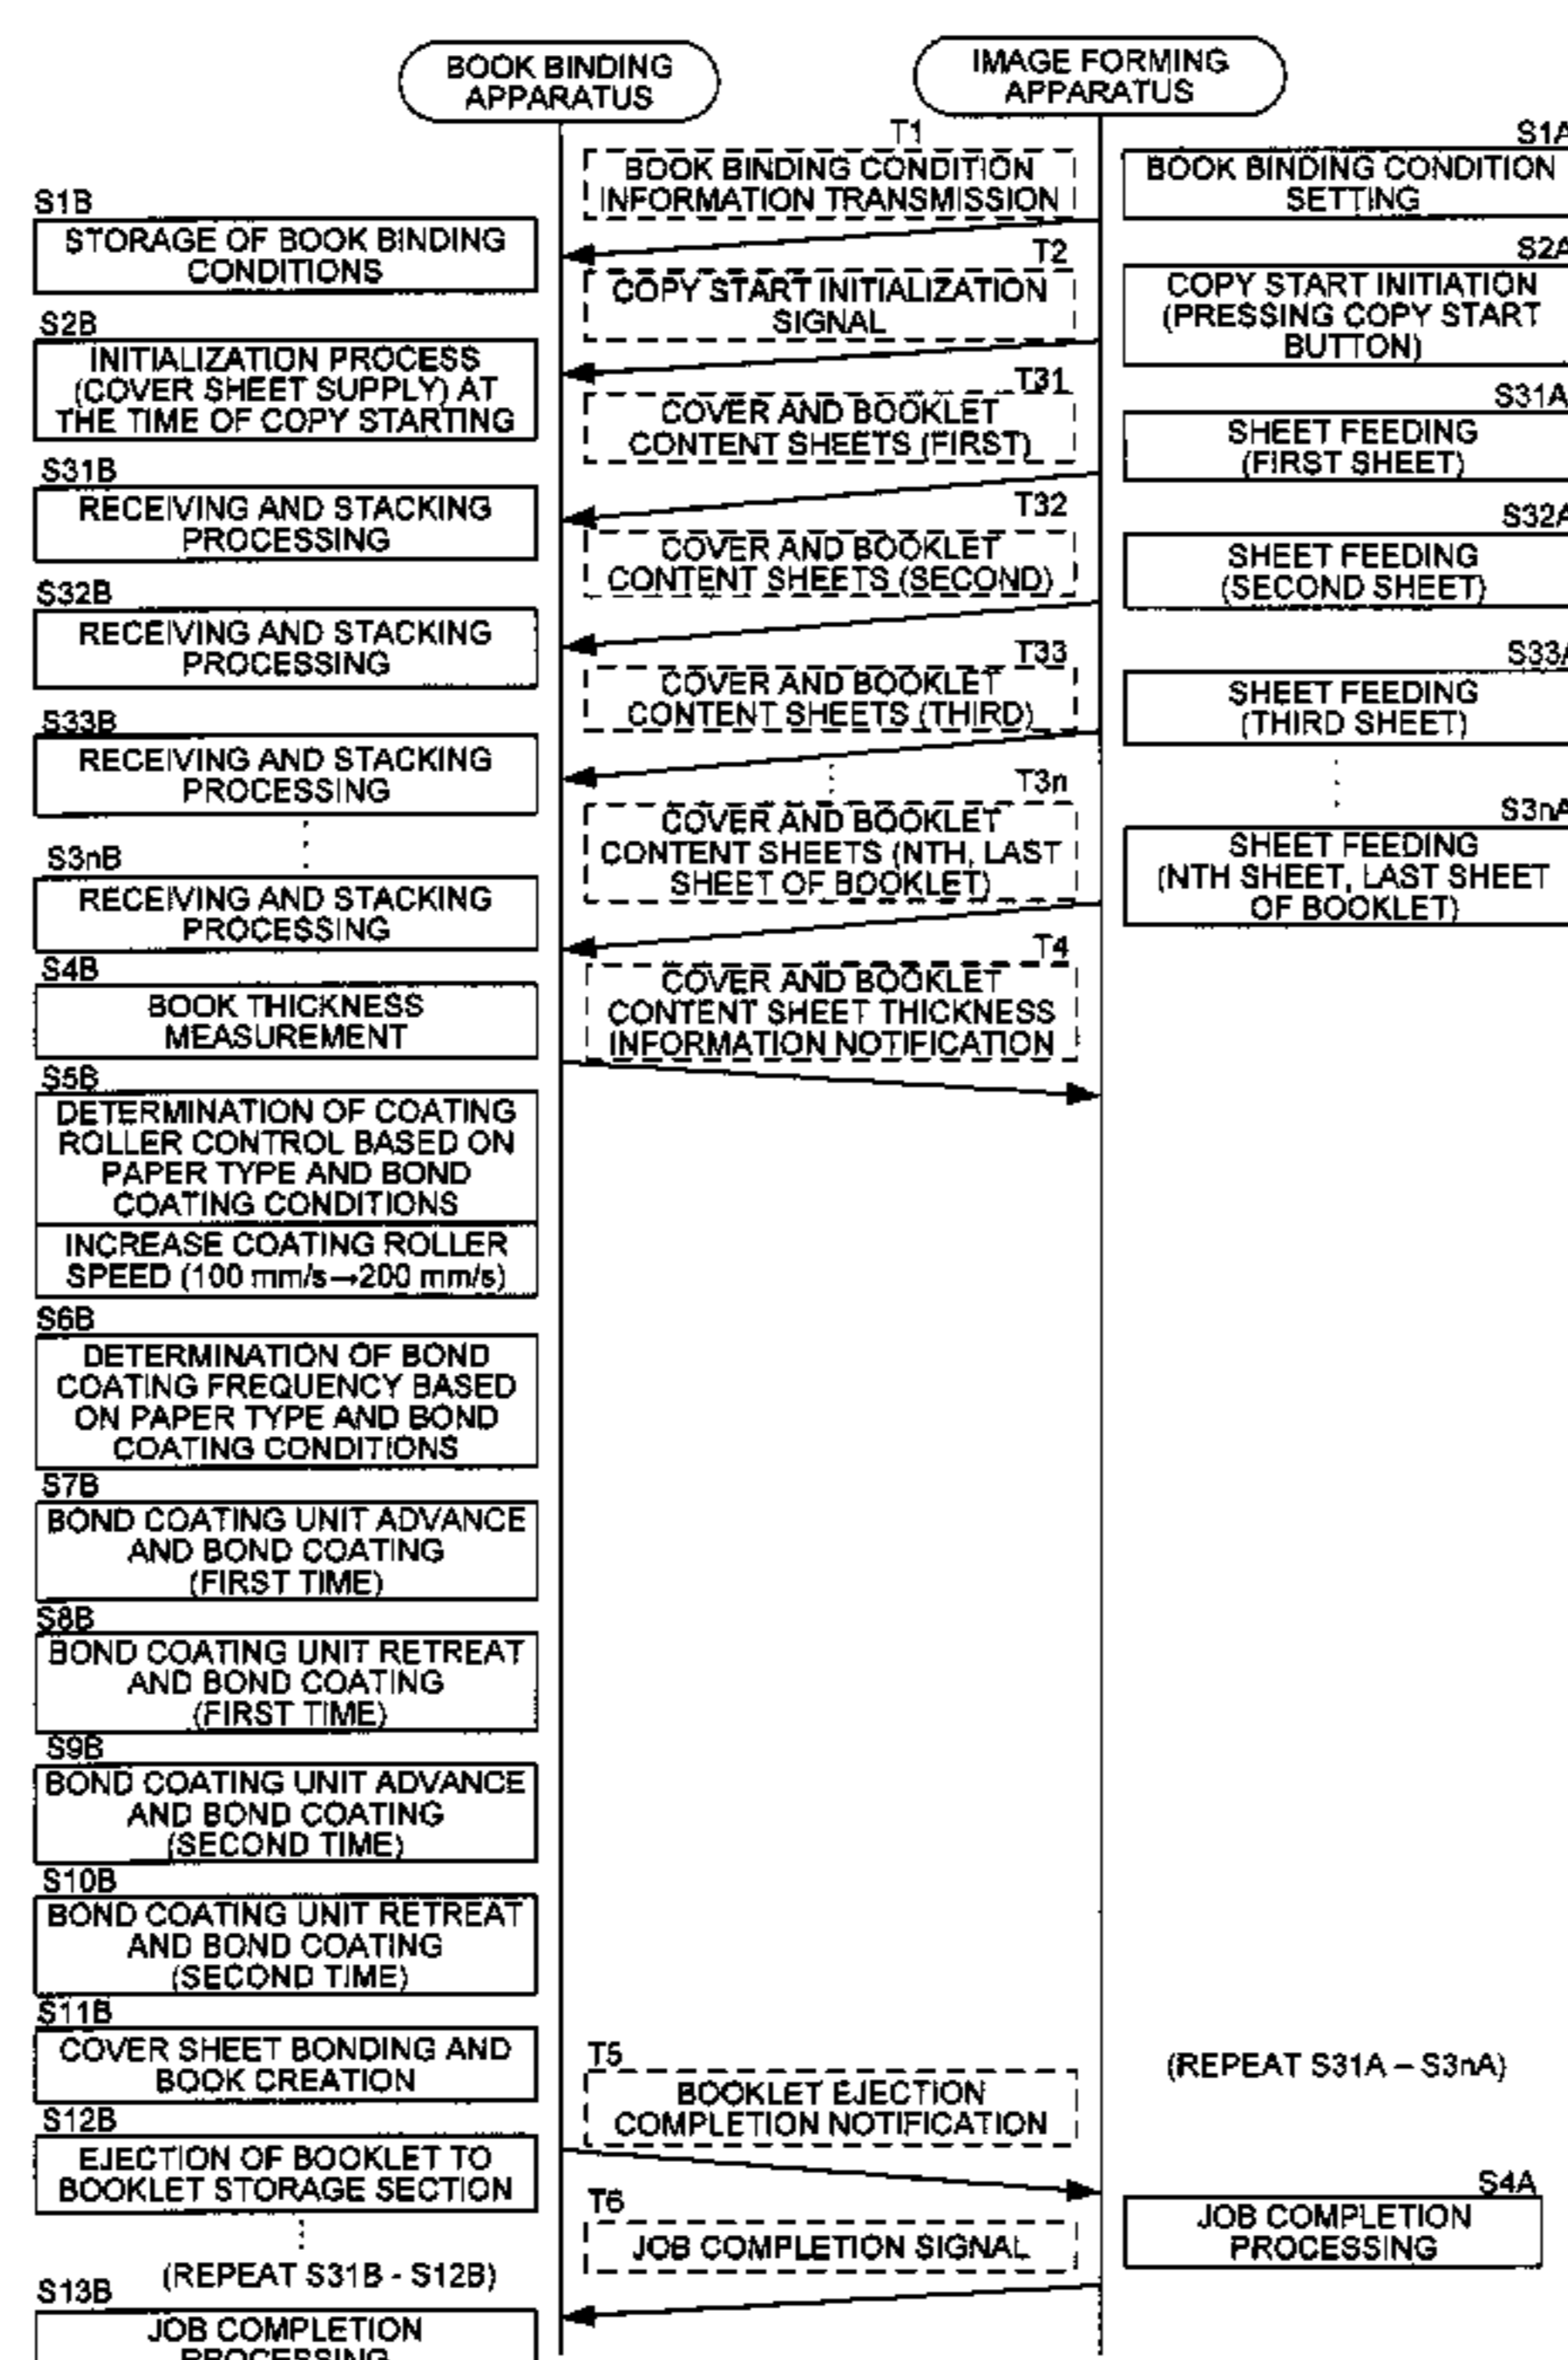 BOOK BINDING
APPARATUS
IMAGE FORMING
APPARATUS
T1
BOOK BINDING CONDITION
INFORMATION TRANSMISSION
S1A
BOOK BINDING CONDITION
SETTING
S1B
STORAGE OF BOOK BINDING
CONDITIONS
T2
COPY START INITIALIZATION
SIGNAL
S2A
COPY START INITIATION
(PRESSING COPY START
BUTTON)
S2B
INITIALIZATION PROCESS
(COVER SHEET SUPPLY) AT
THE TIME OF COPY STARTING
T31
COVER AND BOOKLET
CONTENT SHEETS (FIRST)
S31A
SHEET FEEDING
(FIRST SHEET)
S31B
RECEIVING AND STACKING
PROCESSING
T32
COVER AND BOOKLET
CONTENT SHEETS (SECOND)
S32A
SHEET FEEDING
(SECOND SHEET)
S32B
RECEIVING AND STACKING
PROCESSING
T33
COVER AND BOOKLET
CONTENT SHEETS (THIRD)
S33A
SHEET FEEDING
(THIRD SHEET)
S33B
RECEIVING AND STACKING
PROCESSING
T3n
COVER AND BOOKLET
CONTENT SHEETS (NTH, LAST
SHEET OF BOOKLET)
S3nA
SHEET FEEDING
(NTH SHEET, LAST SHEET
OF BOOKLET)
S3nB
RECEIVING AND STACKING
PROCESSING
T4
COVER AND BOOKLET
CONTENT SHEET THICKNESS
INFORMATION NOTIFICATION
S4B
BOOK THICKNESS
MEASUREMENT
S5B
DETERMINATION OF COATING
ROLLER CONTROL BASED ON
PAPER TYPE AND BOND
COATING CONDITIONS
INCREASE COATING ROLLER
SPEED (100 mm/s→200 mm/s)
S6B
DETERMINATION OF BOND
COATING FREQUENCY BASED
ON PAPER TYPE AND BOND
COATING CONDITIONS
S7B
BOND COATING UNIT ADVANCE
AND BOND COATING
(FIRST TIME)
S8B
BOND COATING UNIT RETREAT
AND BOND COATING
(FIRST TIME)
S9B
BOND COATING UNIT ADVANCE
AND BOND COATING
(SECOND TIME)
S10B
BOND COATING UNIT RETREAT
AND BOND COATING
(SECOND TIME)
S11B
COVER SHEET BONDING AND
BOOK CREATION
T5
BOOKLET EJECTION
COMPLETION NOTIFICATION
(REPEAT S31A – S3nA)
S12B
EJECTION OF BOOKLET TO
BOOKLET STORAGE SECTION
T6
JOB COMPLETION SIGNAL
S4A
JOB COMPLETION
PROCESSING
(REPEAT S31B - S12B)
S13B
JOB COMPLETION
PROCESSING